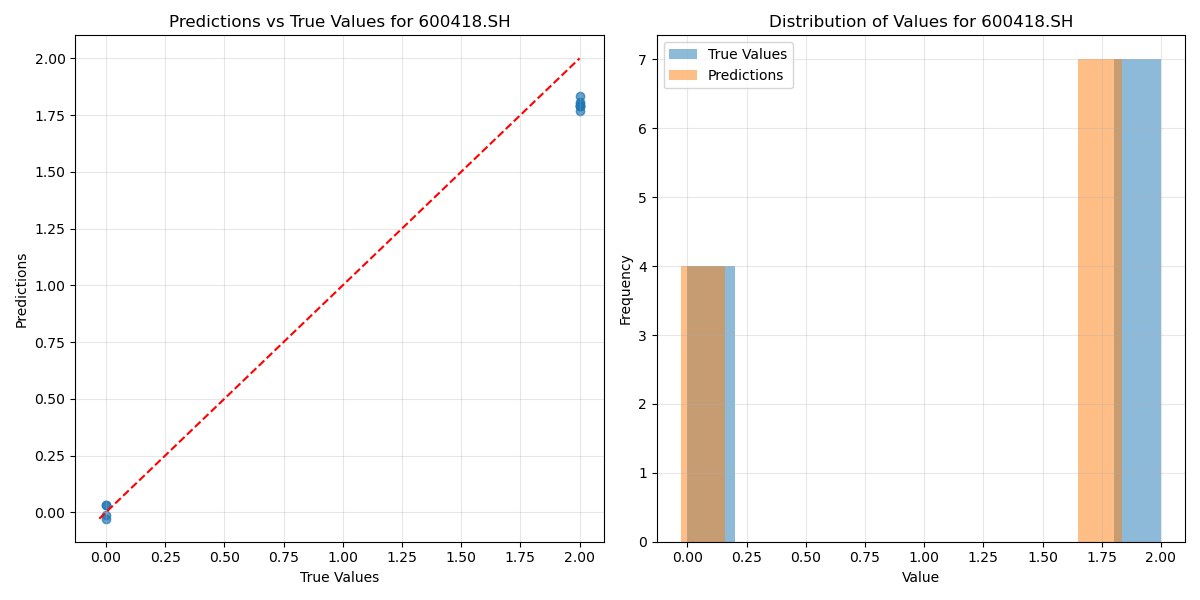 Predictions vs True Values for 600418.SH
2.00
1.75
1.50
1.25
1.00
0.75
0.50
0.25
0.00
Predictions
0.00 0.25 0.50 0.75 1.00 1.25 1.50 1.75 2.00
True Values
Distribution of Values for 600418.SH
True Values
Predictions
7
6
5
4
3
2
1
0
Frequency
0.00 0.25 0.50 0.75 1.00 1.25 1.50 1.75 2.00
Value